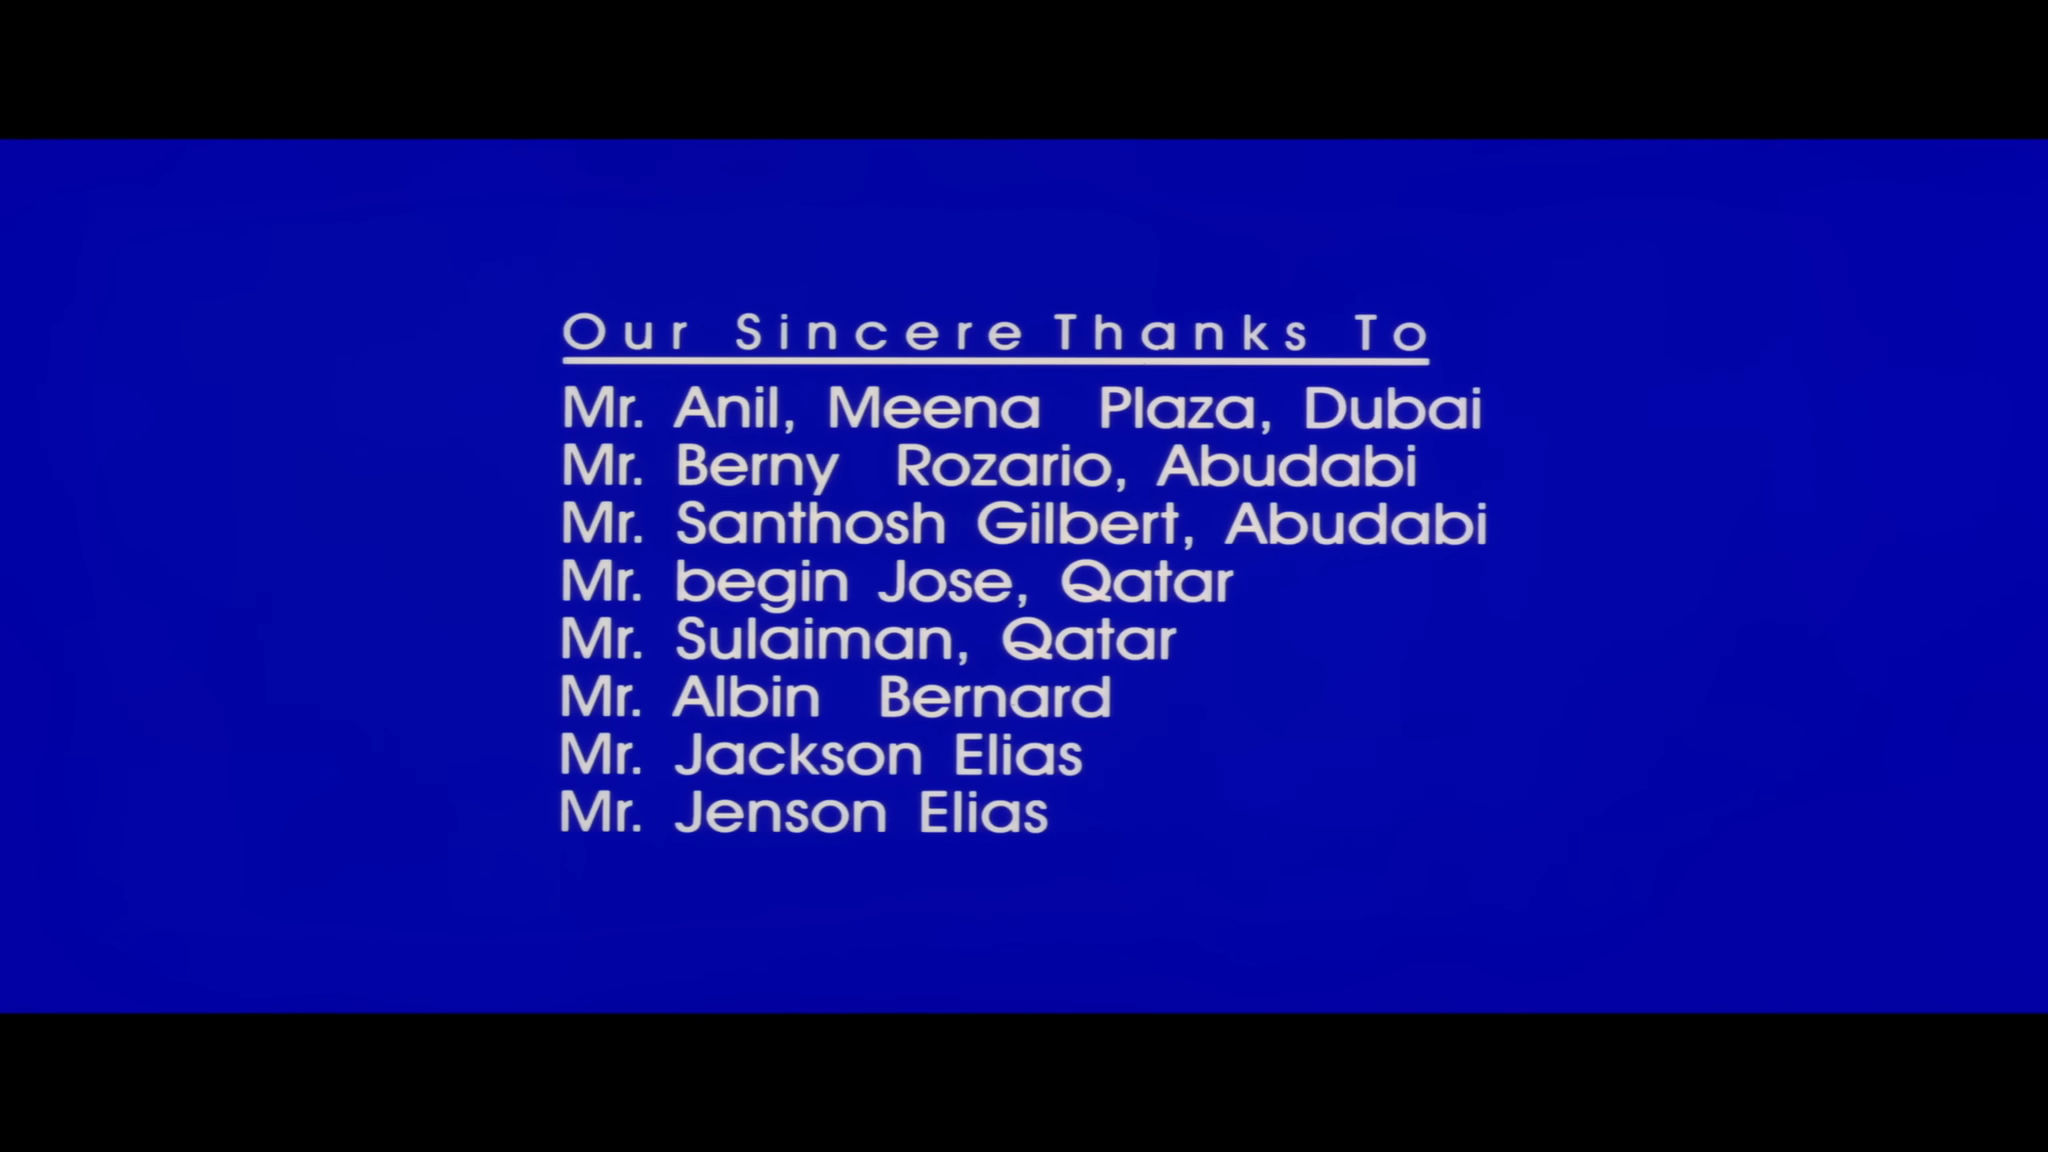 Our Sincere Thanks To
Mr. Anil, Meena Plaza, Dubai
Mr. Berny Rozario, Abudabi
Mr. Santhosh Gilbert, Abudabi
Mr. begin Jose, Qatar
Mr. Sulaiman, Qatar
Mr. Albin Bernard
Mr. Jackson Elias
Mr. Jenson Elias